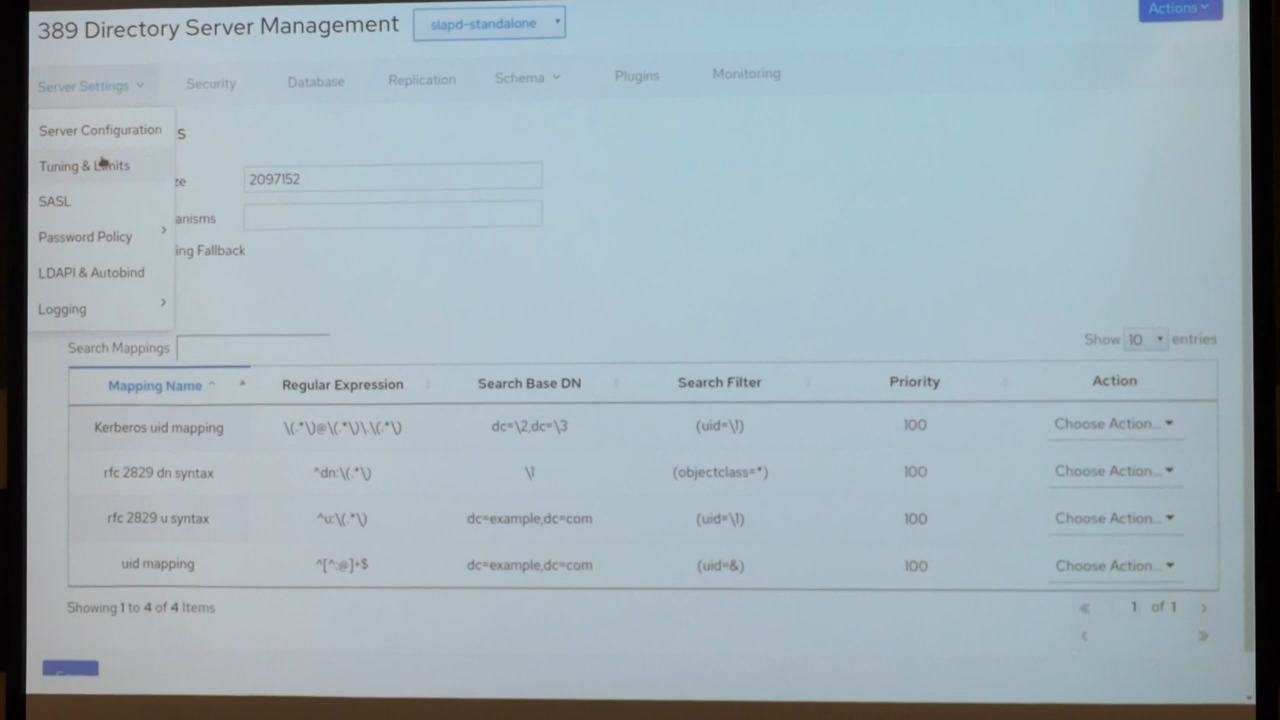 389 Directory Server Management
slapd-standalone
Actions
Server Settings
Security
Database
Replication
Schema
Plugins
Monitoring
Server Configuration
s
Tuning & Limits
ze
2097152
SASL
anisms
Password Policy
ing Fallback
LDAPI & Autobind
Logging
Search Mappings
Show 10 entries
Mapping Name Regular Expression Search Base DN Search Filter Priority Action
Kerberos uid mapping \(.*\)@\(.*\)\.\(.*\) dc=\2,dc=\3 (uid=\1) 100 Choose Action...
rfc 2829 dn syntax ^dn:\(.*\) \1 (objectclass=*) 100 Choose Action...
rfc 2829 u syntax ^u:\(.*\) dc=example,dc=com (uid=\1) 100 Choose Action...
uid mapping ^[^:@]+$ dc=example,dc=com (uid=&) 100 Choose Action...
Showing 1 to 4 of 4 Items
« 1 of 1 ›
‹ »